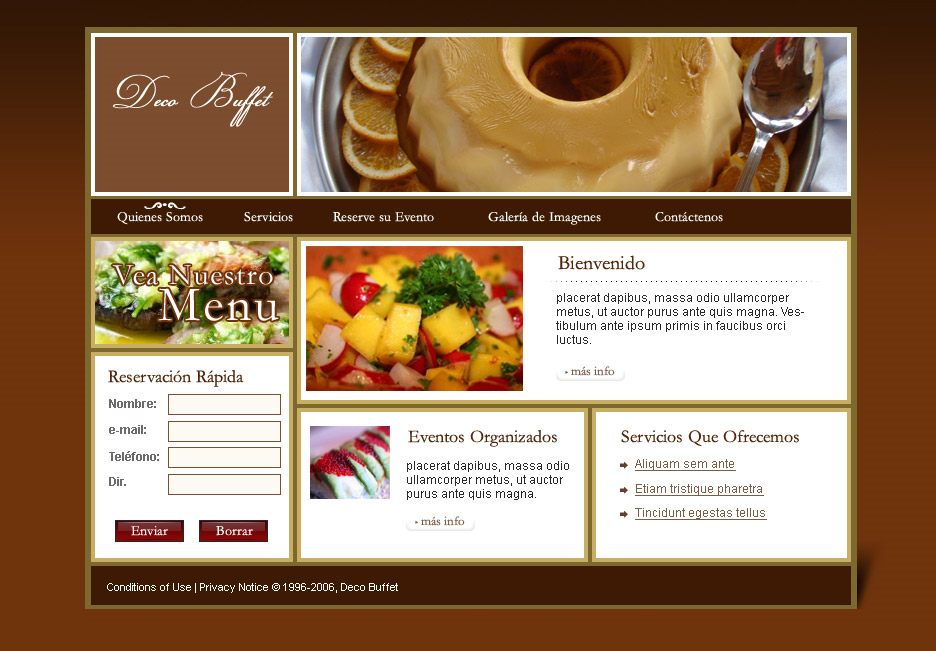 Deco Buffet
Quienes Somos
Servicios
Reserve su Evento
Galería de Imagenes
Contáctenos
Vea Nuestro
Menu
Bienvenido
placerat dapibus, massa odio ullamcorper
metus, ut auctor purus ante quis magna. Ves-
tibulum ante ipsum primis in faucibus orci
luctus.
más info
Reservación Rápida
Nombre:
e-mail:
Teléfono:
Dir.
Enviar
Borrar
Eventos Organizados
placerat dapibus, massa odio
ullamcorper metus, ut auctor
purus ante quis magna.
más info
Servicios Que Ofrecemos
Aliquam sem ante
Etiam tristique pharetra
Tincidunt egestas tellus
Conditions of Use | Privacy Notice © 1996-2006, Deco Buffet